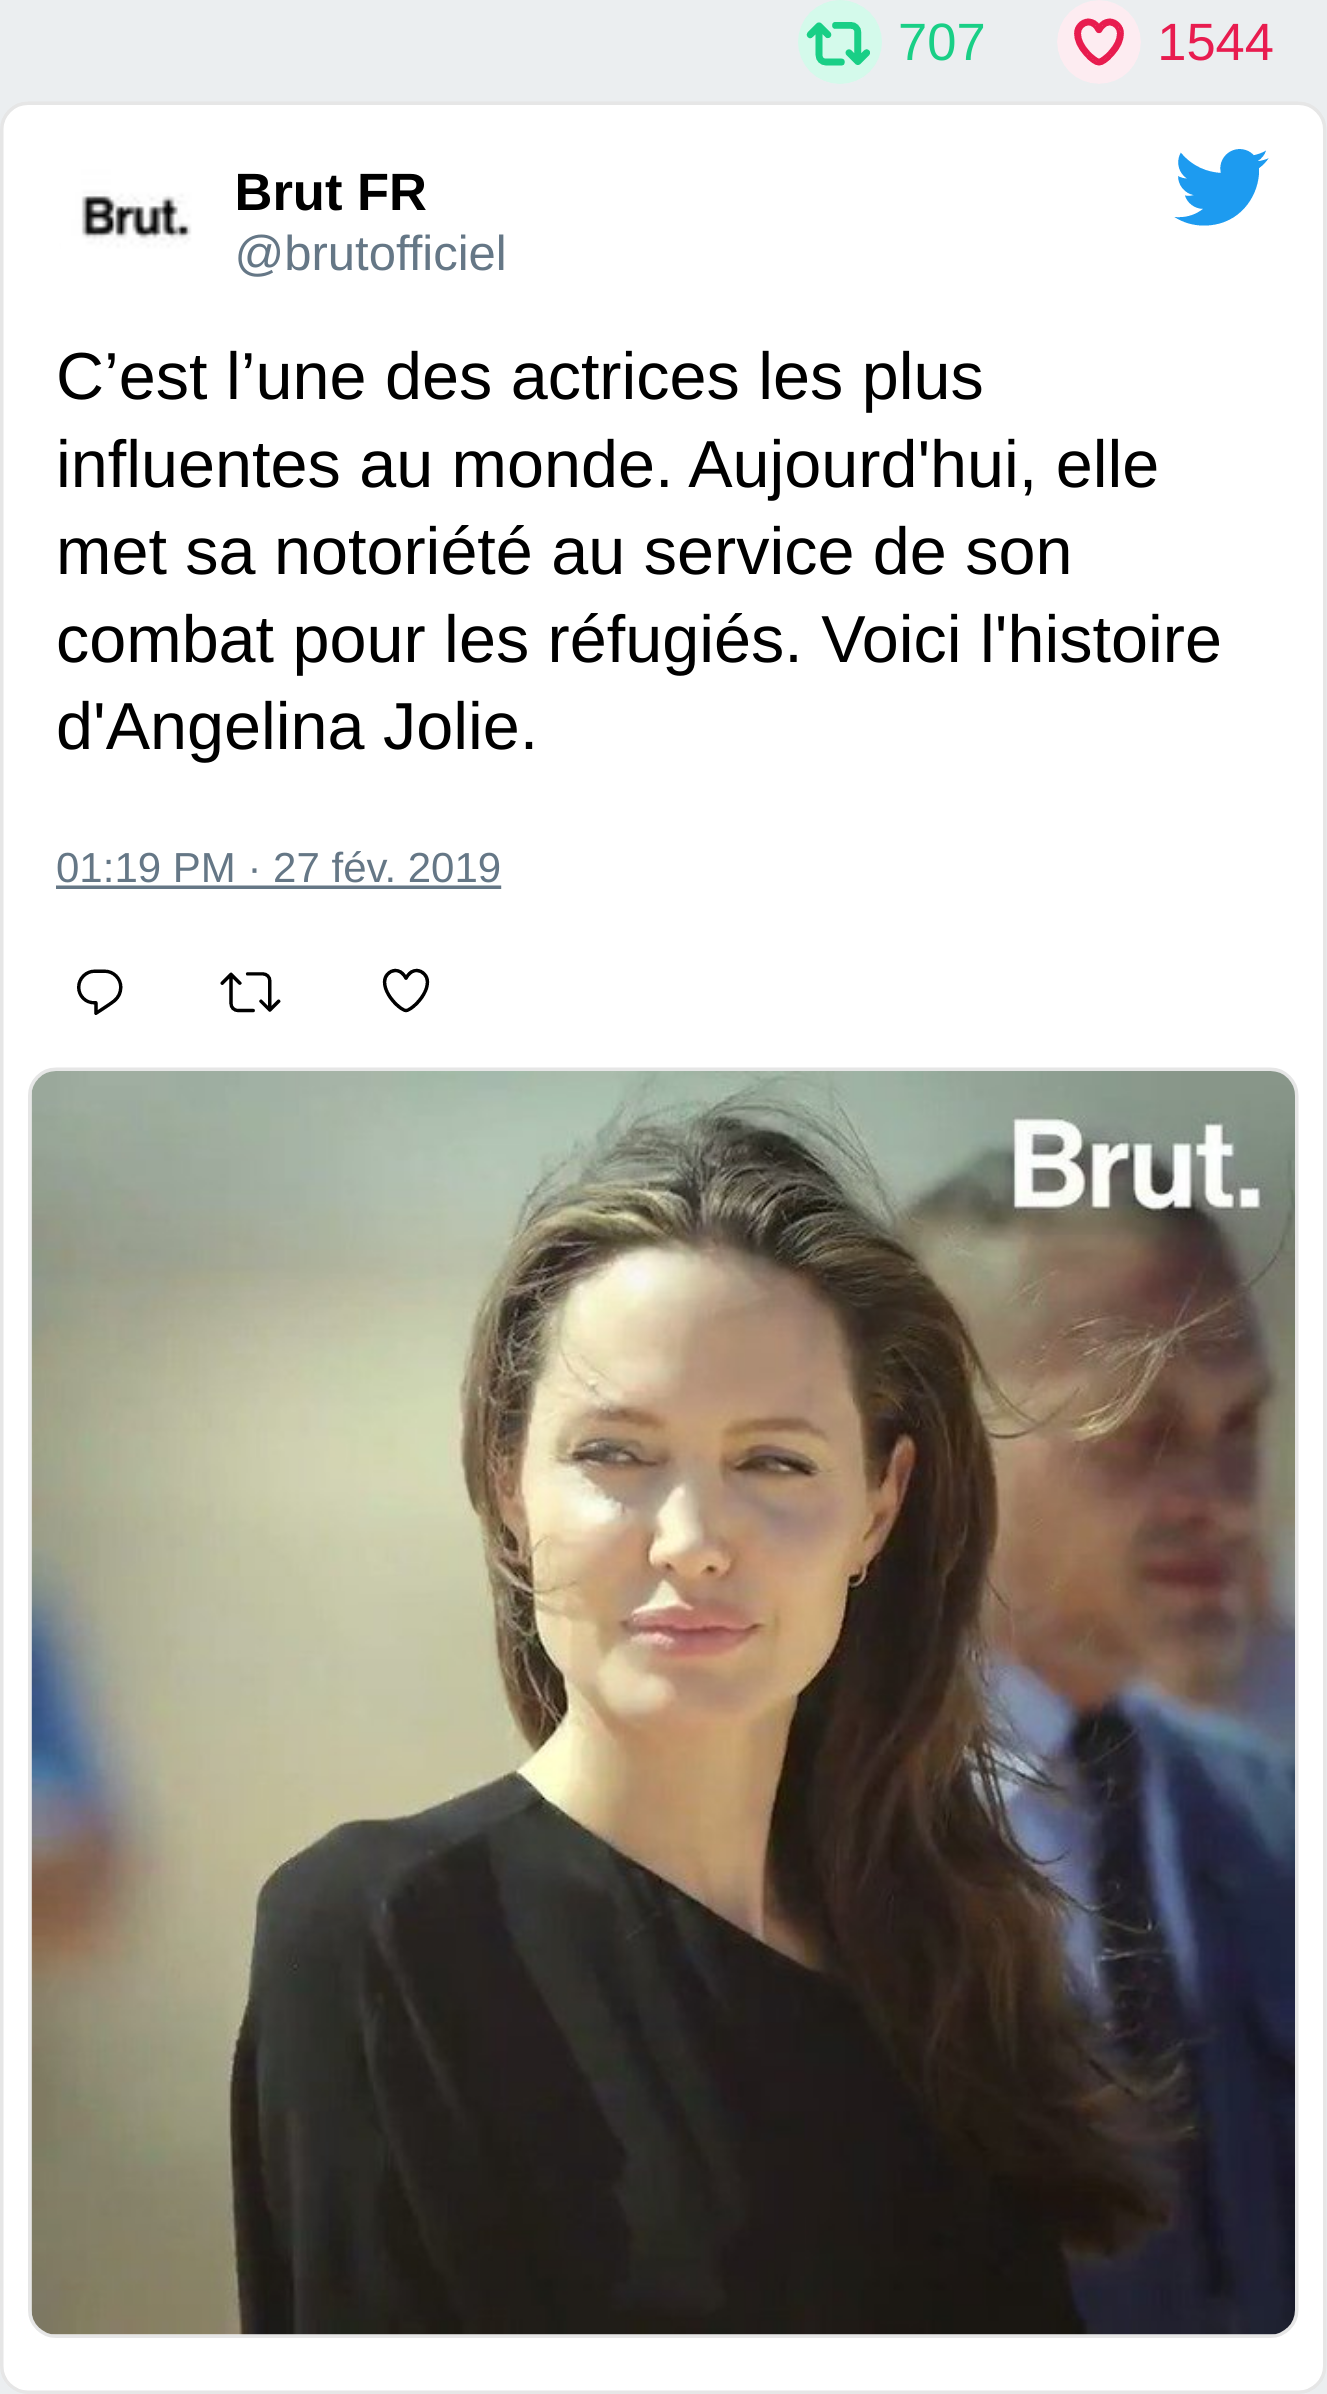 707 1544
Brut. Brut FR
@brutofficiel
C’est l’une des actrices les plus
influentes au monde. Aujourd'hui, elle
met sa notoriété au service de son
combat pour les réfugiés. Voici l'histoire
d'Angelina Jolie.
01:19 PM · 27 fév. 2019
Brut.